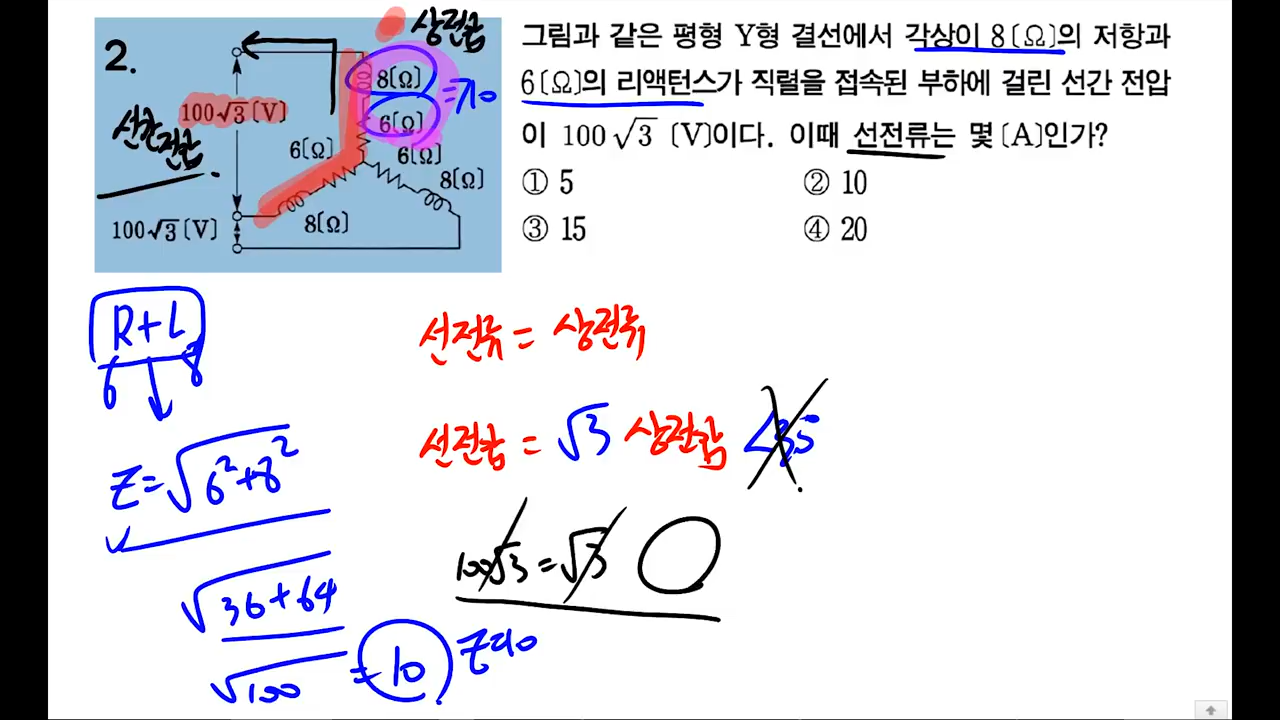 2.
상전압
8[Ω]
=>10
100√3 [V]
6[Ω]
선간
전압
6[Ω]
6[Ω]
8[Ω]
8[Ω]
100√3 [V]
그림과 같은 평형 Y형 결선에서 각상이 8[Ω]의 저항과
6[Ω]의 리액턴스가 직렬을 접속된 부하에 걸린 선간 전압
이 100√3 [V]이다. 이때 선전류는 몇 [A]인가?
① 5
② 10
③ 15
④ 20
R+L
6 8
Z=√6²+8²
√36+64
√100 = 10
Z=10
선전류 = 상전류
선전압 = √3 상전압
100√3 = √3